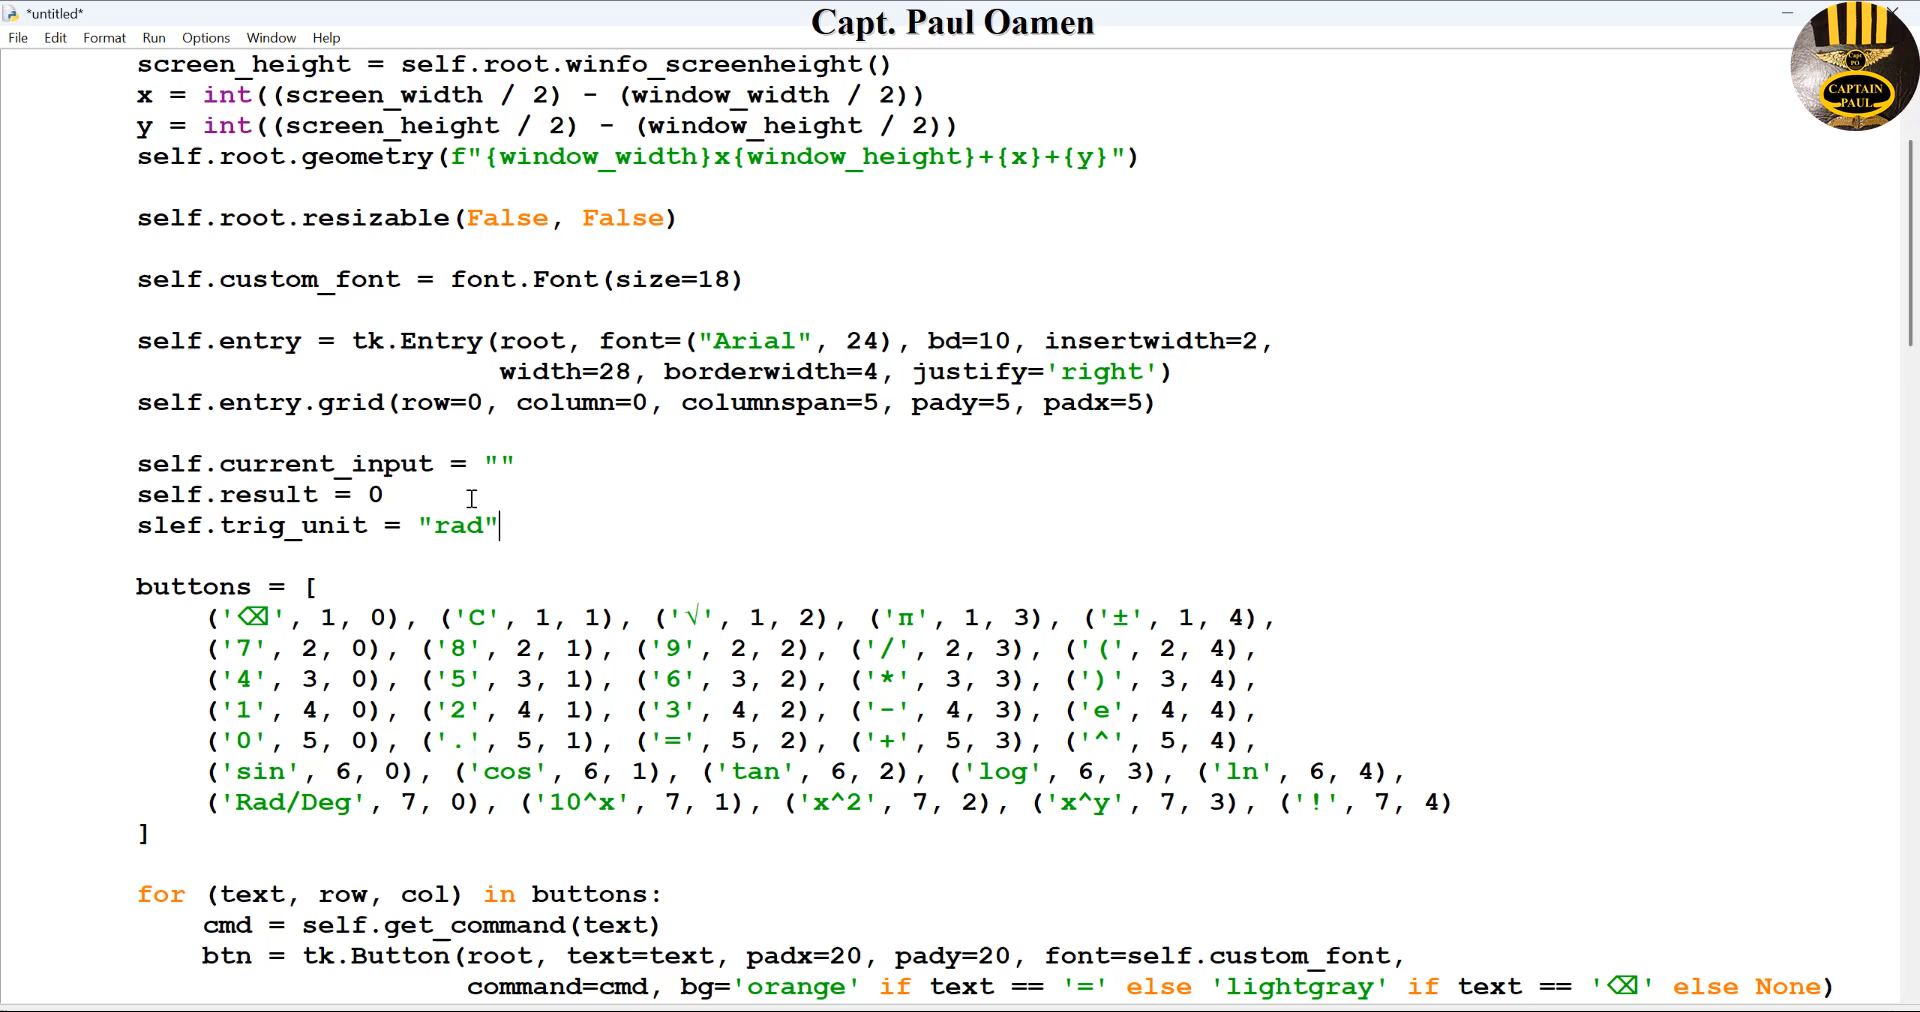 *untitled*
Capt. Paul Oamen
File Edit Format Run Options Window Help
Capt
PO
CAPTAIN
PAUL
screen_height = self.root.winfo_screenheight()
x = int((screen_width / 2) - (window_width / 2))
y = int((screen_height / 2) - (window_height / 2))
self.root.geometry(f"{window_width}x{window_height}+{x}+{y}")
self.root.resizable(False, False)
self.custom_font = font.Font(size=18)
self.entry = tk.Entry(root, font=("Arial", 24), bd=10, insertwidth=2,
width=28, borderwidth=4, justify='right')
self.entry.grid(row=0, column=0, columnspan=5, pady=5, padx=5)
self.current_input = ""
self.result = 0
slef.trig_unit = "rad"
buttons = [
('⌫', 1, 0), ('C', 1, 1), ('√', 1, 2), ('π', 1, 3), ('±', 1, 4),
('7', 2, 0), ('8', 2, 1), ('9', 2, 2), ('/', 2, 3), ('(', 2, 4),
('4', 3, 0), ('5', 3, 1), ('6', 3, 2), ('*', 3, 3), (')', 3, 4),
('1', 4, 0), ('2', 4, 1), ('3', 4, 2), ('-', 4, 3), ('e', 4, 4),
('0', 5, 0), ('.', 5, 1), ('=', 5, 2), ('+', 5, 3), ('^', 5, 4),
('sin', 6, 0), ('cos', 6, 1), ('tan', 6, 2), ('log', 6, 3), ('ln', 6, 4),
('Rad/Deg', 7, 0), ('10^x', 7, 1), ('x^2', 7, 2), ('x^y', 7, 3), ('!', 7, 4)
]
for (text, row, col) in buttons:
cmd = self.get_command(text)
btn = tk.Button(root, text=text, padx=20, pady=20, font=self.custom_font,
command=cmd, bg='orange' if text == '=' else 'lightgray' if text == '⌫' else None)